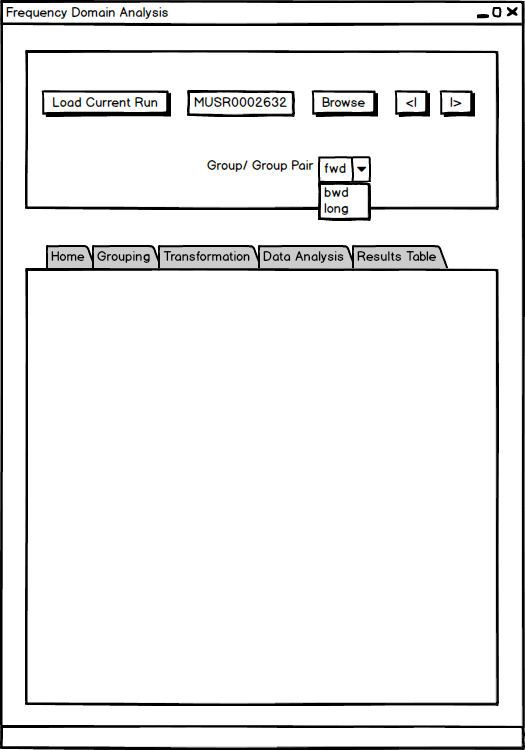 Frequency Domain Analysis
Load Current Run MUSR0002632 Browse <| |>
Group/ Group Pair fwd
bwd
long
Home Grouping Transformation Data Analysis Results Table